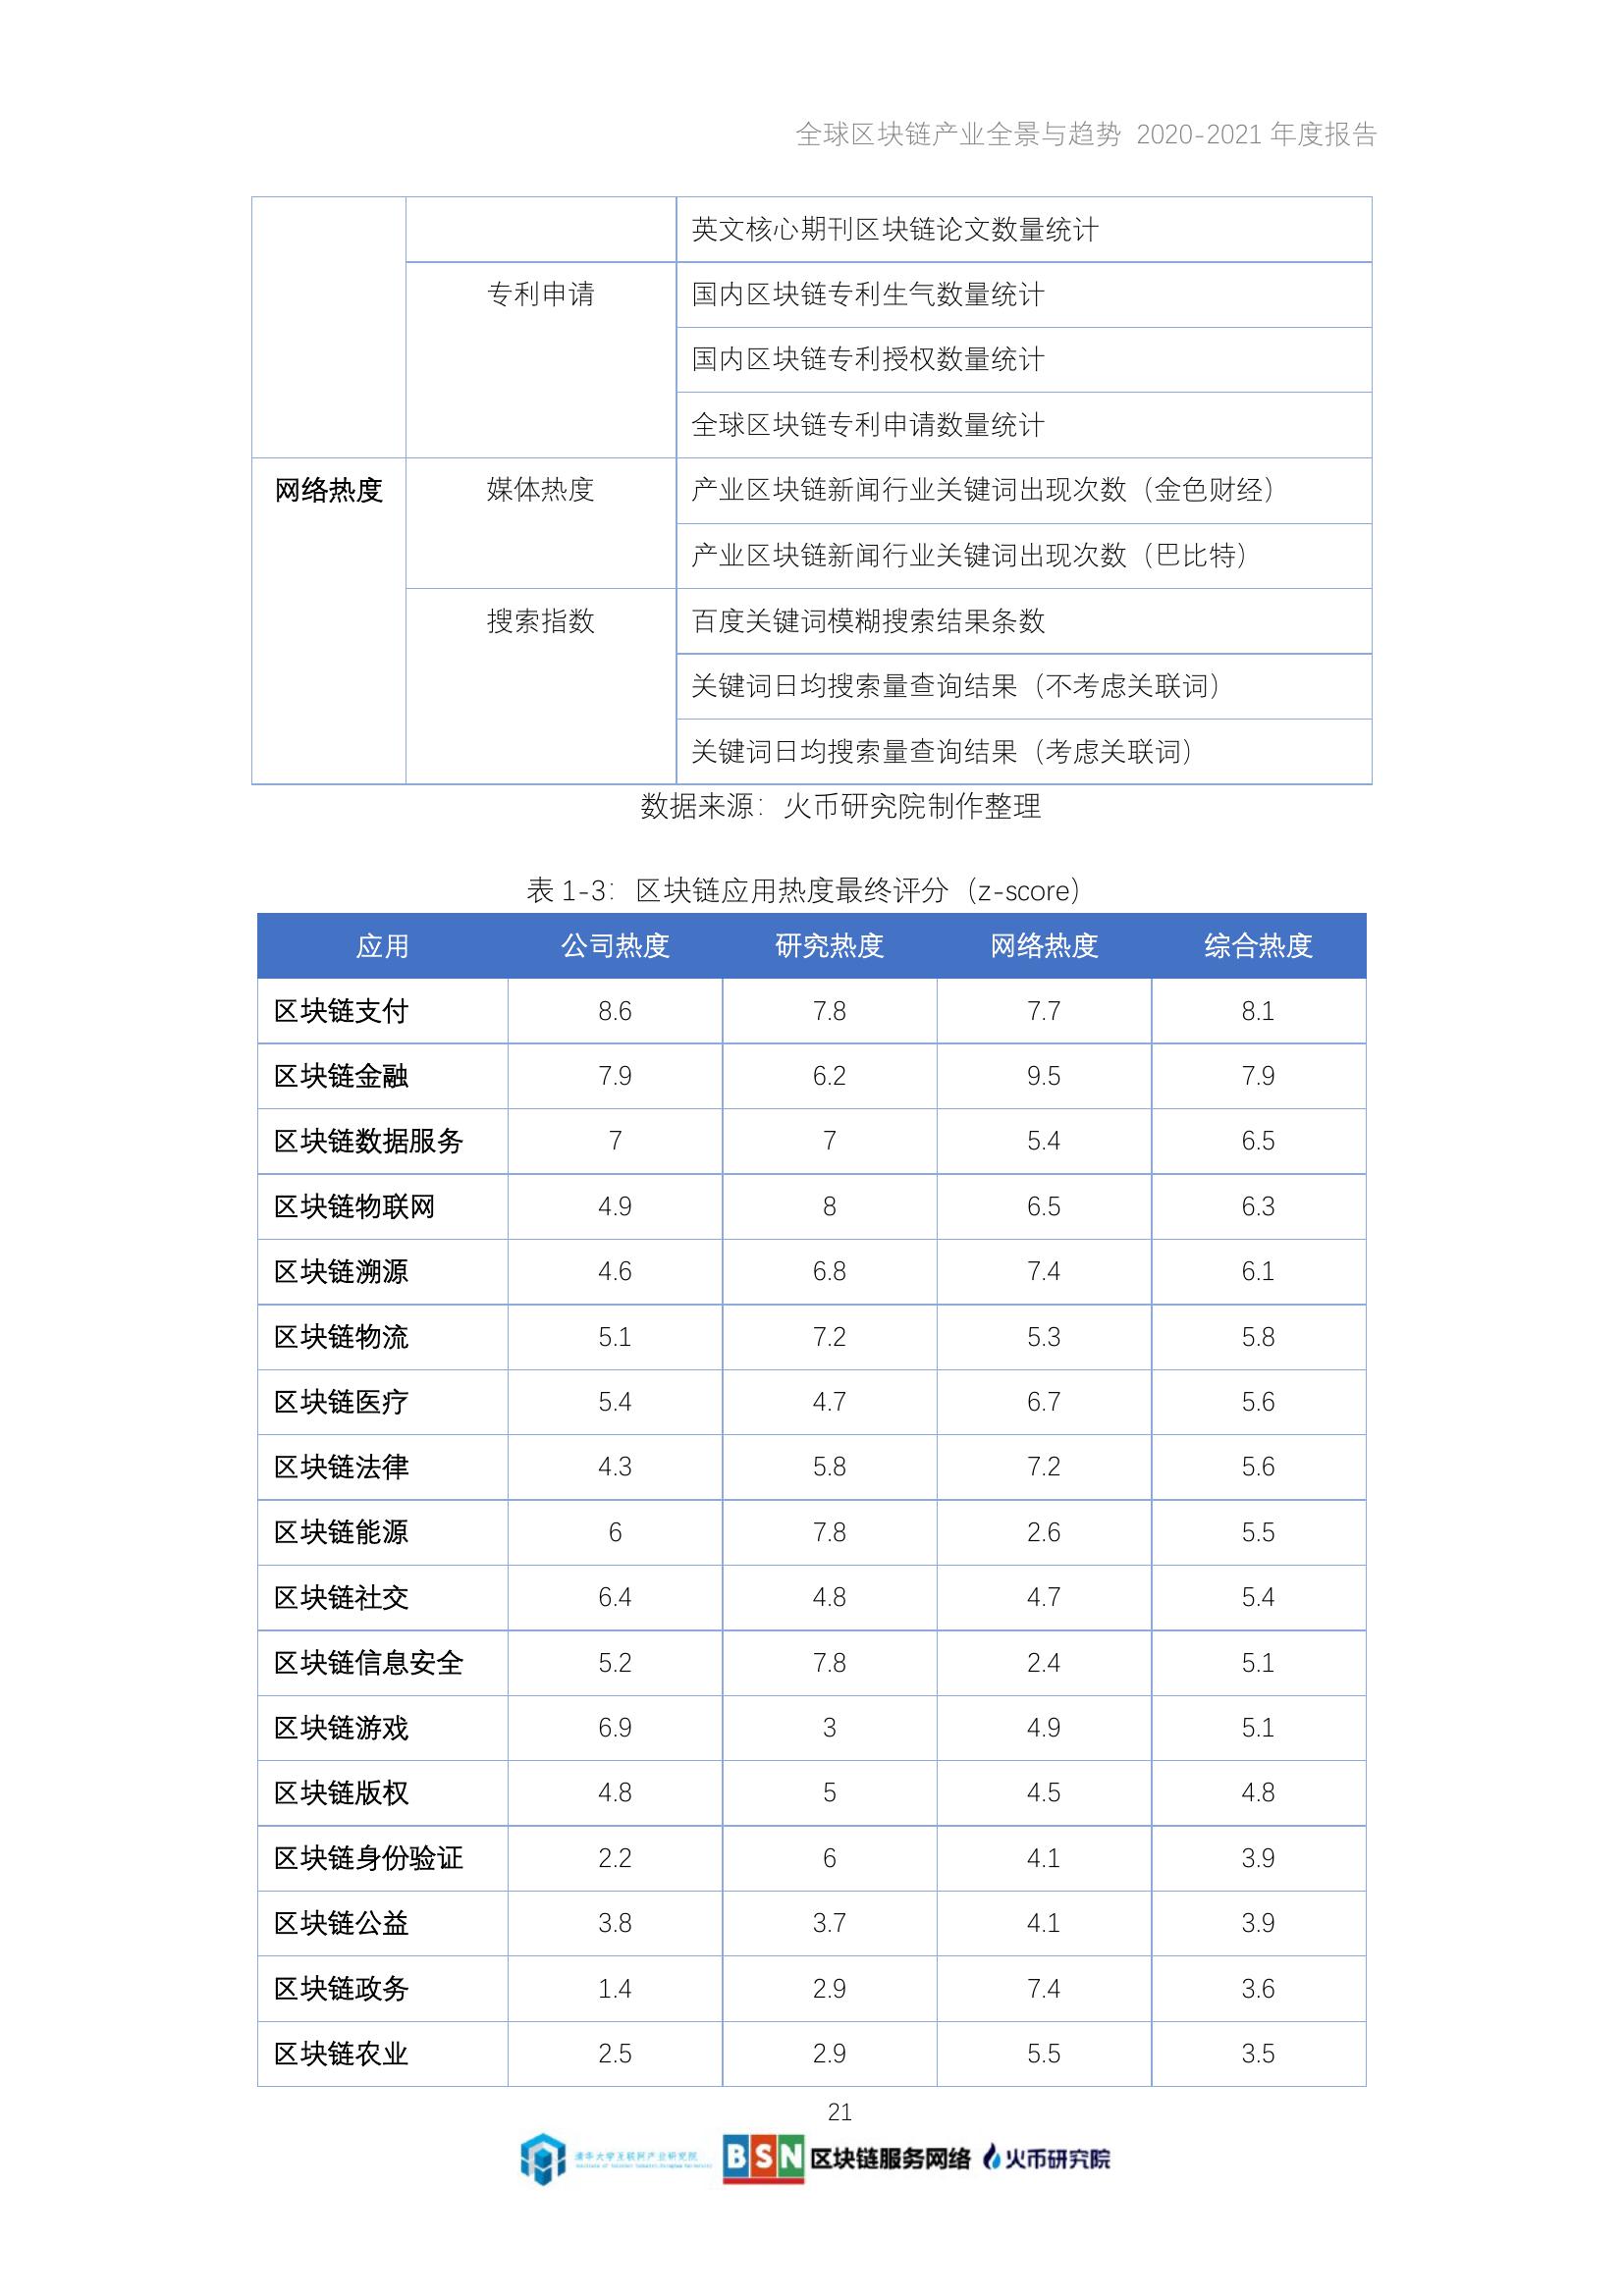 全球区块链产业全景与趋势 2020-2021 年度报告
英文核心期刊区块链论文数量统计
专利申请 国内区块链专利生气数量统计
国内区块链专利授权数量统计
全球区块链专利申请数量统计
网络热度 媒体热度 产业区块链新闻行业关键词出现次数（金色财经）
产业区块链新闻行业关键词出现次数（巴比特）
搜索指数 百度关键词模糊搜索结果条数
关键词日均搜索量查询结果（不考虑关联词）
关键词日均搜索量查询结果（考虑关联词）
数据来源：火币研究院制作整理
表 1-3：区块链应用热度最终评分（z-score）
应用 公司热度 研究热度 网络热度 综合热度
区块链支付 8.6 7.8 7.7 8.1
区块链金融 7.9 6.2 9.5 7.9
区块链数据服务 7 7 5.4 6.5
区块链物联网 4.9 8 6.5 6.3
区块链溯源 4.6 6.8 7.4 6.1
区块链物流 5.1 7.2 5.3 5.8
区块链医疗 5.4 4.7 6.7 5.6
区块链法律 4.3 5.8 7.2 5.6
区块链能源 6 7.8 2.6 5.5
区块链社交 6.4 4.8 4.7 5.4
区块链信息安全 5.2 7.8 2.4 5.1
区块链游戏 6.9 3 4.9 5.1
区块链版权 4.8 5 4.5 4.8
区块链身份验证 2.2 6 4.1 3.9
区块链公益 3.8 3.7 4.1 3.9
区块链政务 1.4 2.9 7.4 3.6
区块链农业 2.5 2.9 5.5 3.5
21
清华大学互联网产业研究院
BSN 区块链服务网络 火币研究院